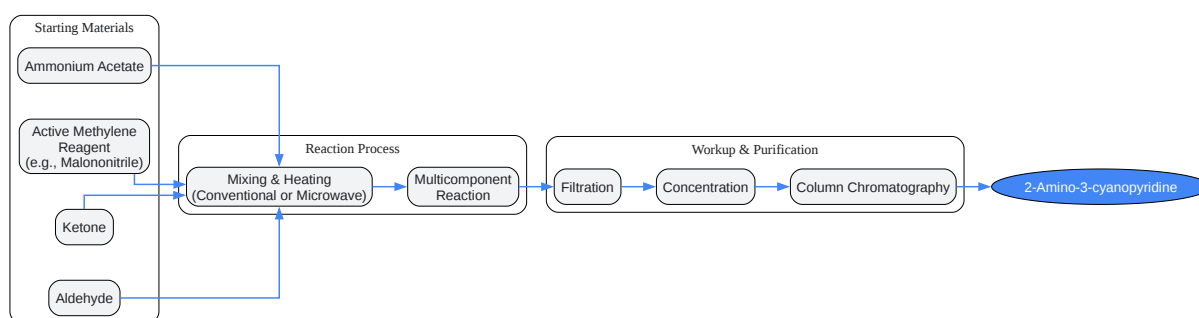 Starting Materials
Ammonium Acetate
Active Methylene
Reagent
(e.g., Malononitrile)
Ketone
Aldehyde
Reaction Process
Mixing & Heating
(Conventional or Microwave)
Multicomponent
Reaction
Workup & Purification
Filtration
Concentration
Column Chromatography
2-Amino-3-cyanopyridine